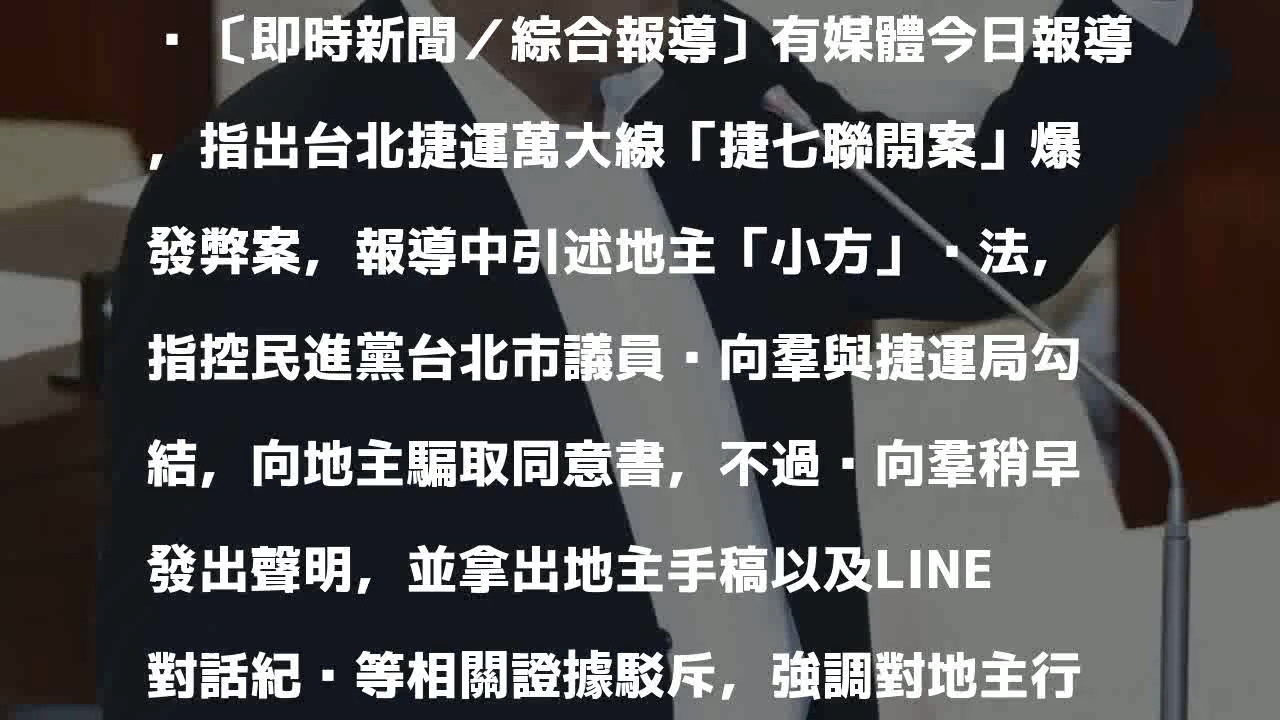 ▪〔即時新聞／綜合報導〕有媒體今日報導
，指出台北捷運萬大線「捷七聯開案」爆
發弊案，報導中引述地主「小方」▪法，
指控民進黨台北市議員▪向羣與捷運局勾
結，向地主騙取同意書，不過▪向羣稍早
發出聲明，並拿出地主手稿以及LINE
對話紀▪等相關證據駁斥，強調對地主行